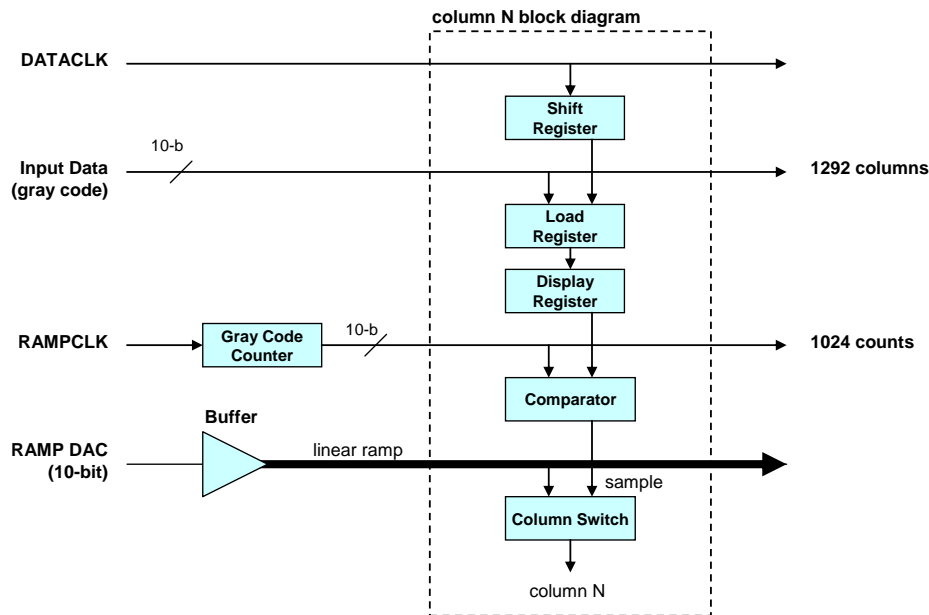 column N block diagram
DATACLK
Shift
Register
10-b
Input Data
(gray code)
1292 columns
Load
Register
Display
Register
RAMPCLK
Gray Code
Counter
10-b
1024 counts
Comparator
Buffer
RAMP DAC
(10-bit)
linear ramp
sample
Column Switch
column N